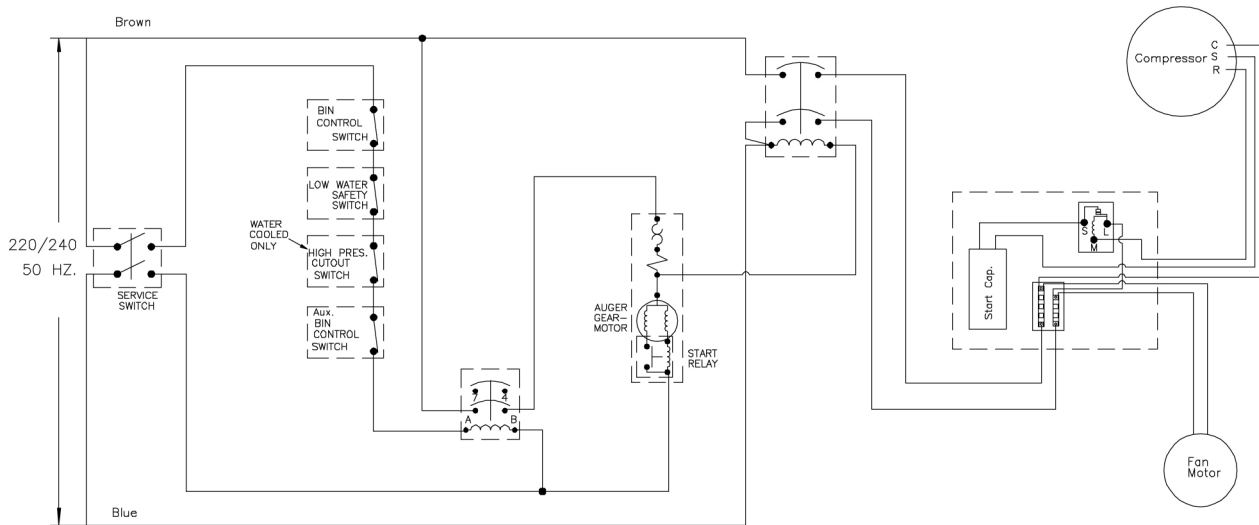 Brown
C
Compressor S
R
BIN
CONTROL
SWITCH
LOW WATER
SAFETY
SWITCH
WATER
COOLED
ONLY
HIGH PRES.
CUTOUT
SWITCH
220/240
50 HZ.
SERVICE
SWITCH
Aux.
BIN
CONTROL
SWITCH
AUGER
GEAR-
MOTOR
START
RELAY
S L
M
Start Cap.
7 4
A B
Fan
Motor
Blue